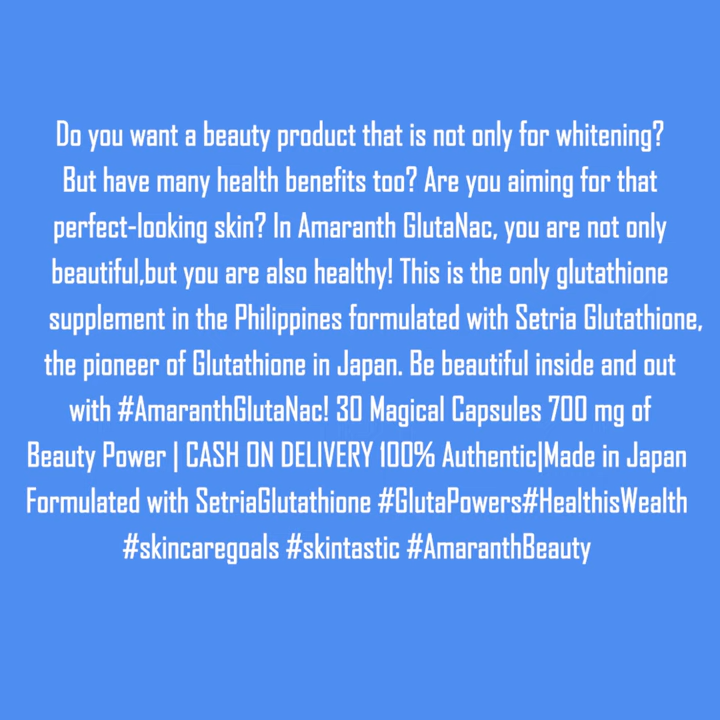 Do you want a beauty product that is not only for whitening?
But have many health benefits too? Are you aiming for that
perfect-looking skin? In Amaranth GlutaNac, you are not only
beautiful,but you are also healthy! This is the only glutathione
supplement in the Philippines formulated with Setria Glutathione,
the pioneer of Glutathione in Japan. Be beautiful inside and out
with #AmaranthGlutaNac! 30 Magical Capsules 700 mg of
Beauty Power | CASH ON DELIVERY 100% Authentic|Made in Japan
Formulated with SetriaGlutathione #GlutaPowers#HealthisWealth
#skincaregoals #skintastic #AmaranthBeauty